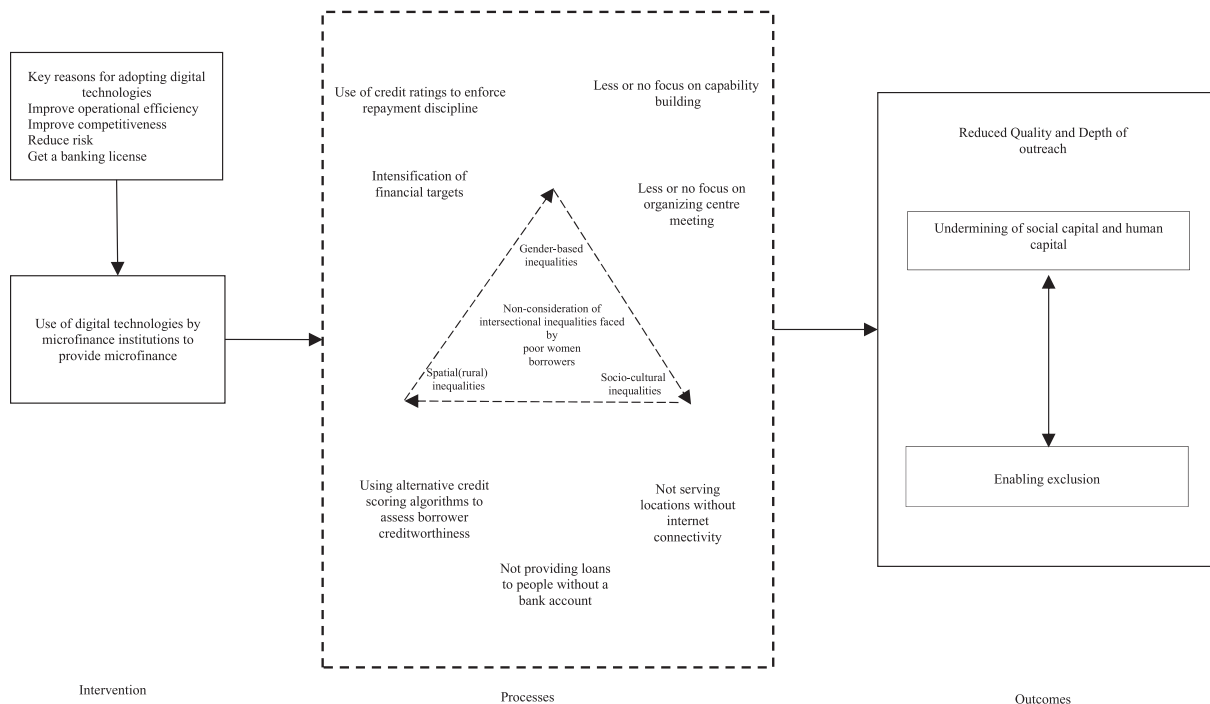 Key reasons for adopting digital
technologies
Improve operational efficiency
Improve competitiveness
Reduce risk
Get a banking license
Use of digital technologies by
microfinance institutions to
provide microfinance
Use of credit ratings to enforce
repayment discipline
Less or no focus on capability
building
Intensification of
financial targets
Less or no focus on
organizing centre
meeting
Gender-based
inequalities
Non-consideration of
intersectional inequalities faced
by
poor women
borrowers
Spatial(rural)
inequalities
Socio-cultural
inequalities
Using alternative credit
scoring algorithms to
assess borrower
creditworthiness
Not serving
locations without
internet
connectivity
Not providing loans
to people without a
bank account
Reduced Quality and Depth of
outreach
Undermining of social capital and human
capital
Enabling exclusion
Intervention
Processes
Outcomes